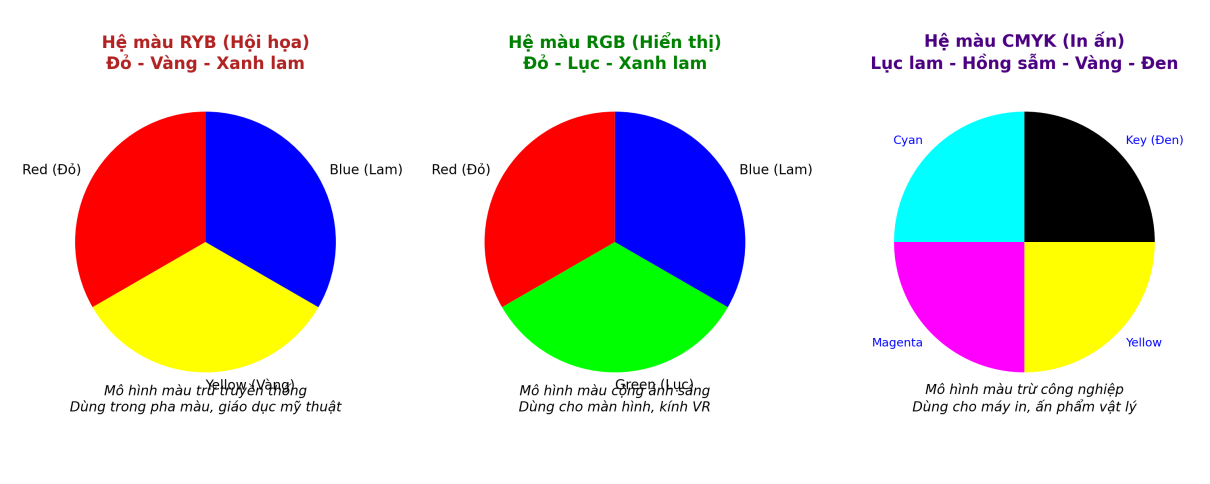 Hệ màu RYB (Hội họa)
Đỏ - Vàng - Xanh lam
Red (Đỏ)
Blue (Lam)
Yellow (Vàng)
Mô hình màu trừ truyền thống
Dùng trong pha màu, giáo dục mỹ thuật
Hệ màu RGB (Hiển thị)
Đỏ - Lục - Xanh lam
Red (Đỏ)
Blue (Lam)
Green (Lục)
Mô hình màu cộng ánh sáng
Dùng cho màn hình, kính VR
Hệ màu CMYK (In ấn)
Lục lam - Hồng sẫm - Vàng - Đen
Cyan
Key (Đen)
Magenta
Yellow
Mô hình màu trừ công nghiệp
Dùng cho máy in, ấn phẩm vật lý